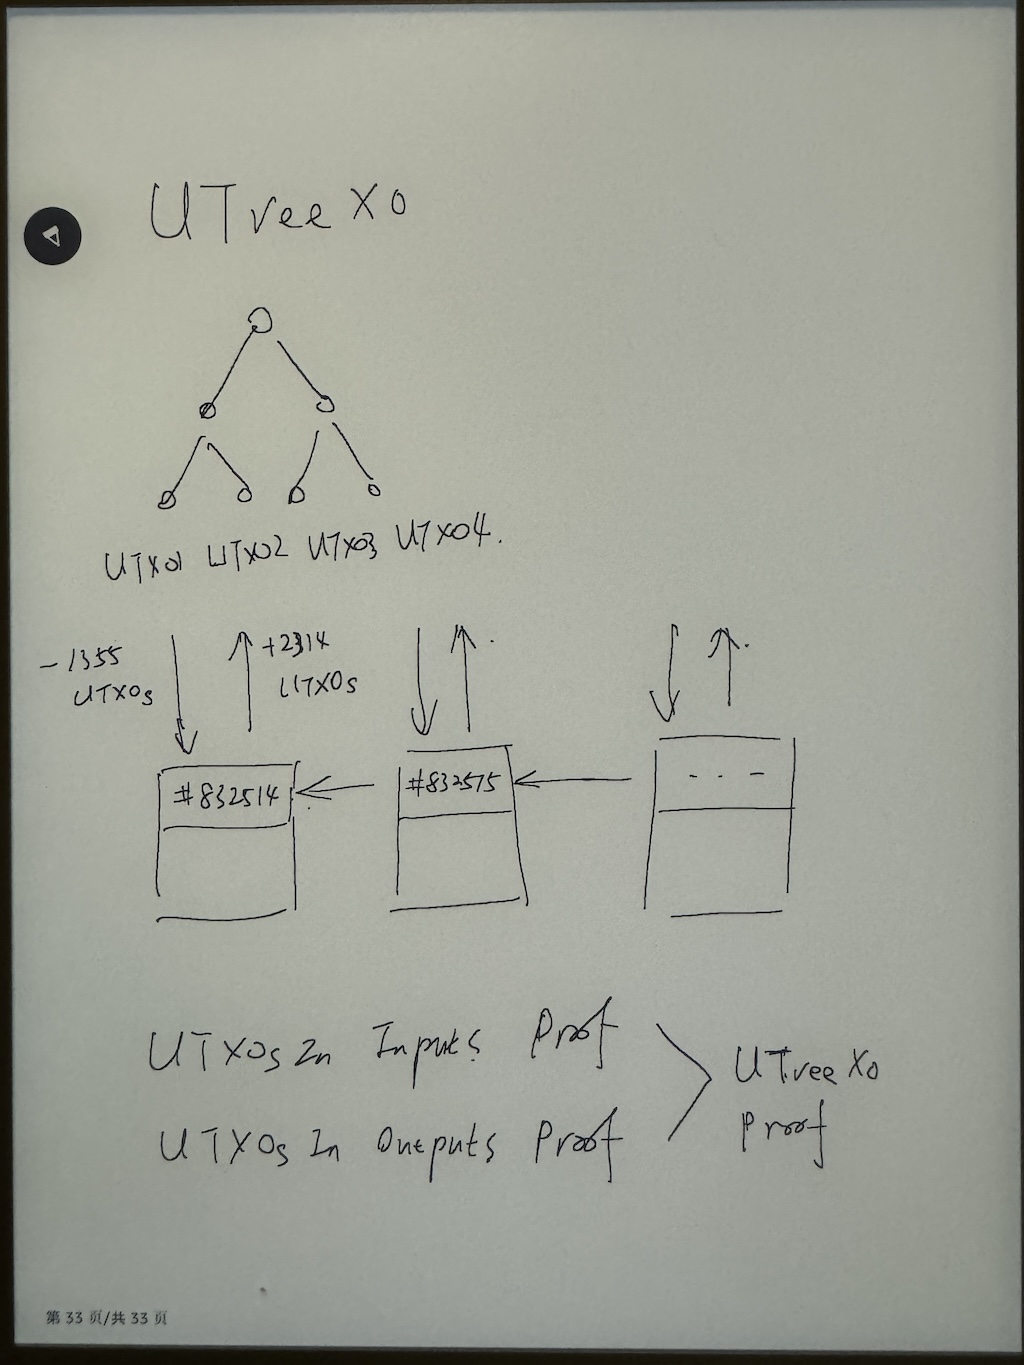 UTreeXO
UTXO1 UTXO2 UTXO3 UTXO4.
-1355
UTXOs
+2314
UTXOs
#832514
#832515
- - -
UTXOs In Inputs Proof
UTXOs In Outputs Proof
UTreeXO
Proof
第 33 页/共 33 页